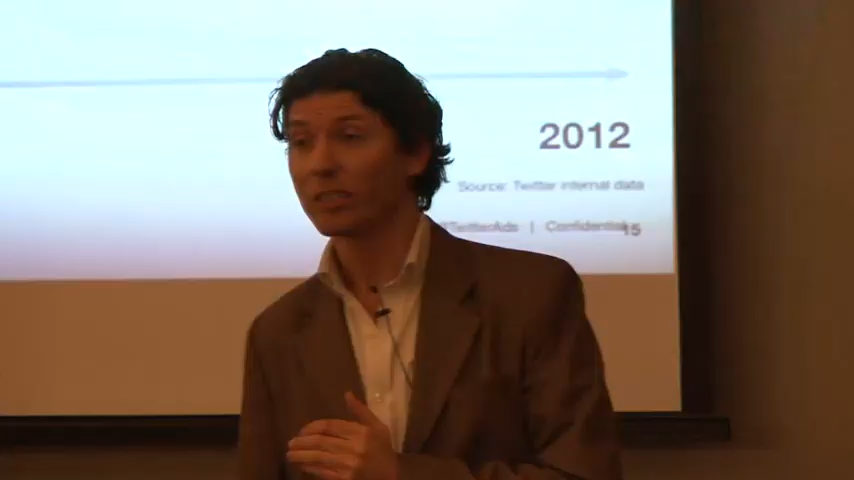 2012
Source: Twitter internal data
TwitterAds | Confidential
15